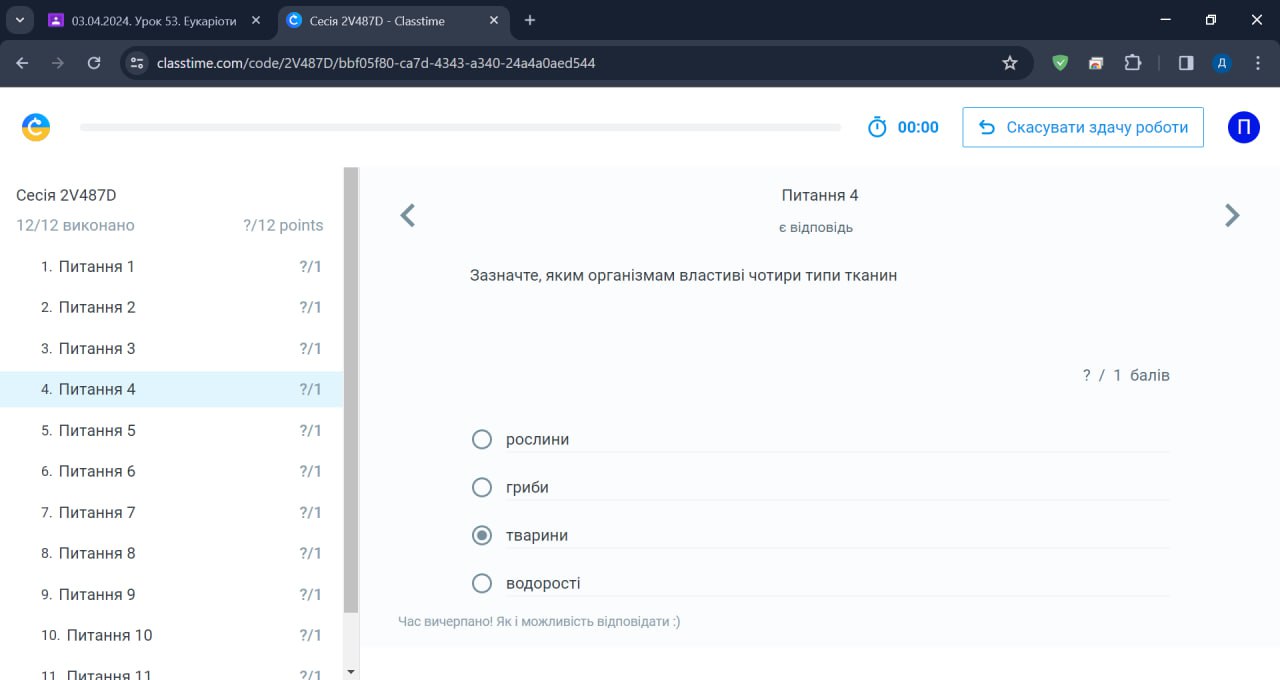 03.04.2024. Урок 53. Еукаріоти
Сесія 2V487D - Classtime
classtime.com/code/2V487D/bbf05f80-ca7d-4343-a340-24a4a0aed544
Д
00:00
Скасувати здачу роботи
П
Сесія 2V487D
12/12 виконано ?/12 points
1. Питання 1 ?/1
2. Питання 2 ?/1
3. Питання 3 ?/1
4. Питання 4 ?/1
5. Питання 5 ?/1
6. Питання 6 ?/1
7. Питання 7 ?/1
8. Питання 8 ?/1
9. Питання 9 ?/1
10. Питання 10 ?/1
11. Питання 11 ?/1
Питання 4
є відповідь
Зазначте, яким організмам властиві чотири типи тканин
? / 1 балів
рослини
гриби
тварини
водорості
Час вичерпано! Як і можливість відповідати :)